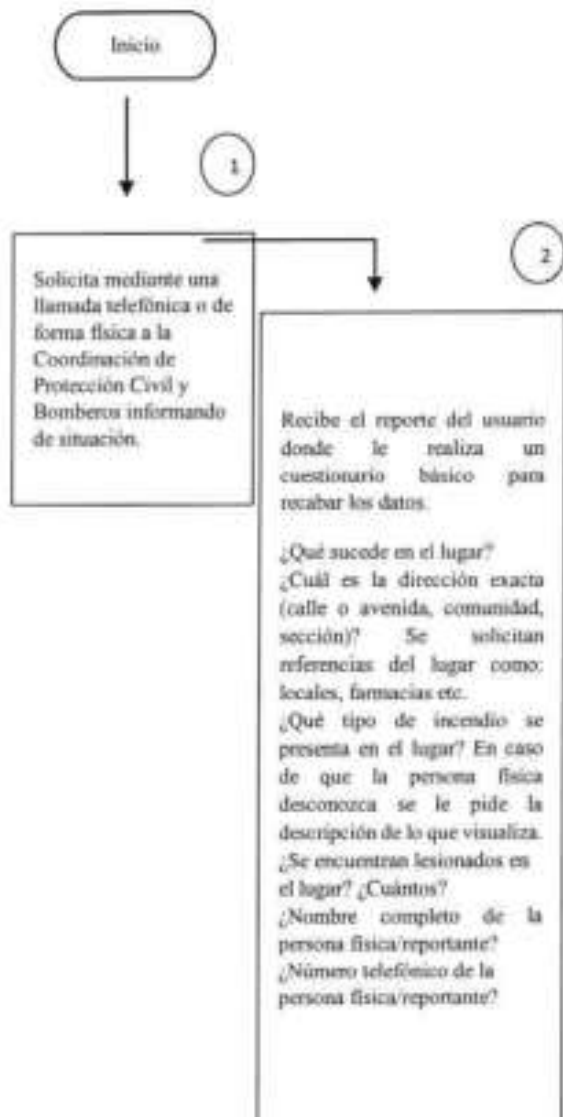 Inicio
1
Solicita mediante una
llamada telefónica o de
forma física a la
Coordinación de
Protección Civil y
Bomberos informando
de situación.
2
Recibe el reporte del usuario
donde le realiza un
cuestionario básico para
recabar los datos.
¿Qué sucede en el lugar?
¿Cuál es la dirección exacta
(calle o avenida, comunidad,
sección)? Se solicitan
referencias del lugar como:
locales, farmacias etc.
¿Qué tipo de incendio se
presenta en el lugar? En caso
de que la persona física
desconozca se le pide la
descripción de lo que visualiza.
¿Se encuentran lesionados en
el lugar? ¿Cuántos?
¿Nombre completo de la
persona física/reportante?
¿Número telefónico de la
persona física/reportante?